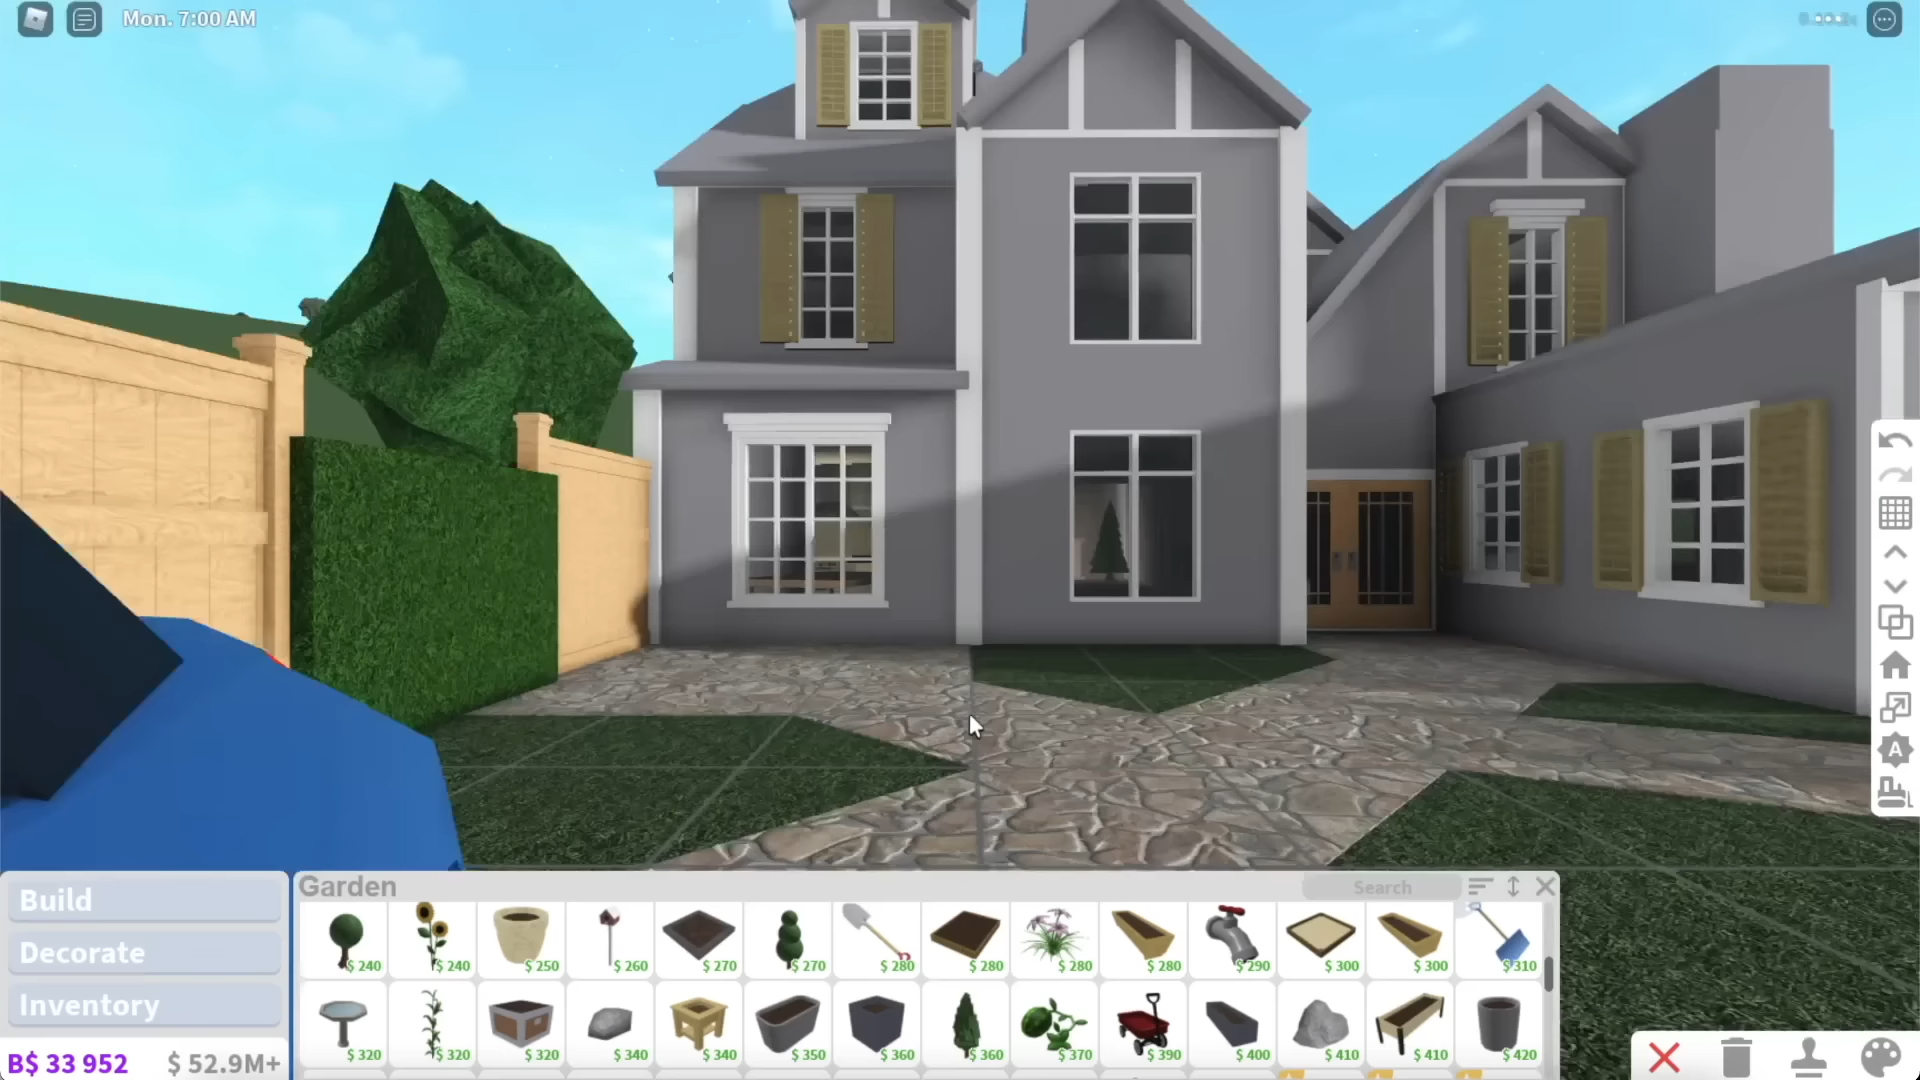 Mon. 7:00 AM
Build
Decorate
Inventory
B$ 33 952 $ 52.9M+
Garden
Search
$ 240 $ 240 $ 250 $ 260 $ 270 $ 270 $ 280 $ 280 $ 280 $ 280 $ 290 $ 300 $ 300 $ 310
$ 320 $ 320 $ 320 $ 340 $ 340 $ 350 $ 360 $ 360 $ 370 $ 390 $ 400 $ 410 $ 410 $ 420
A